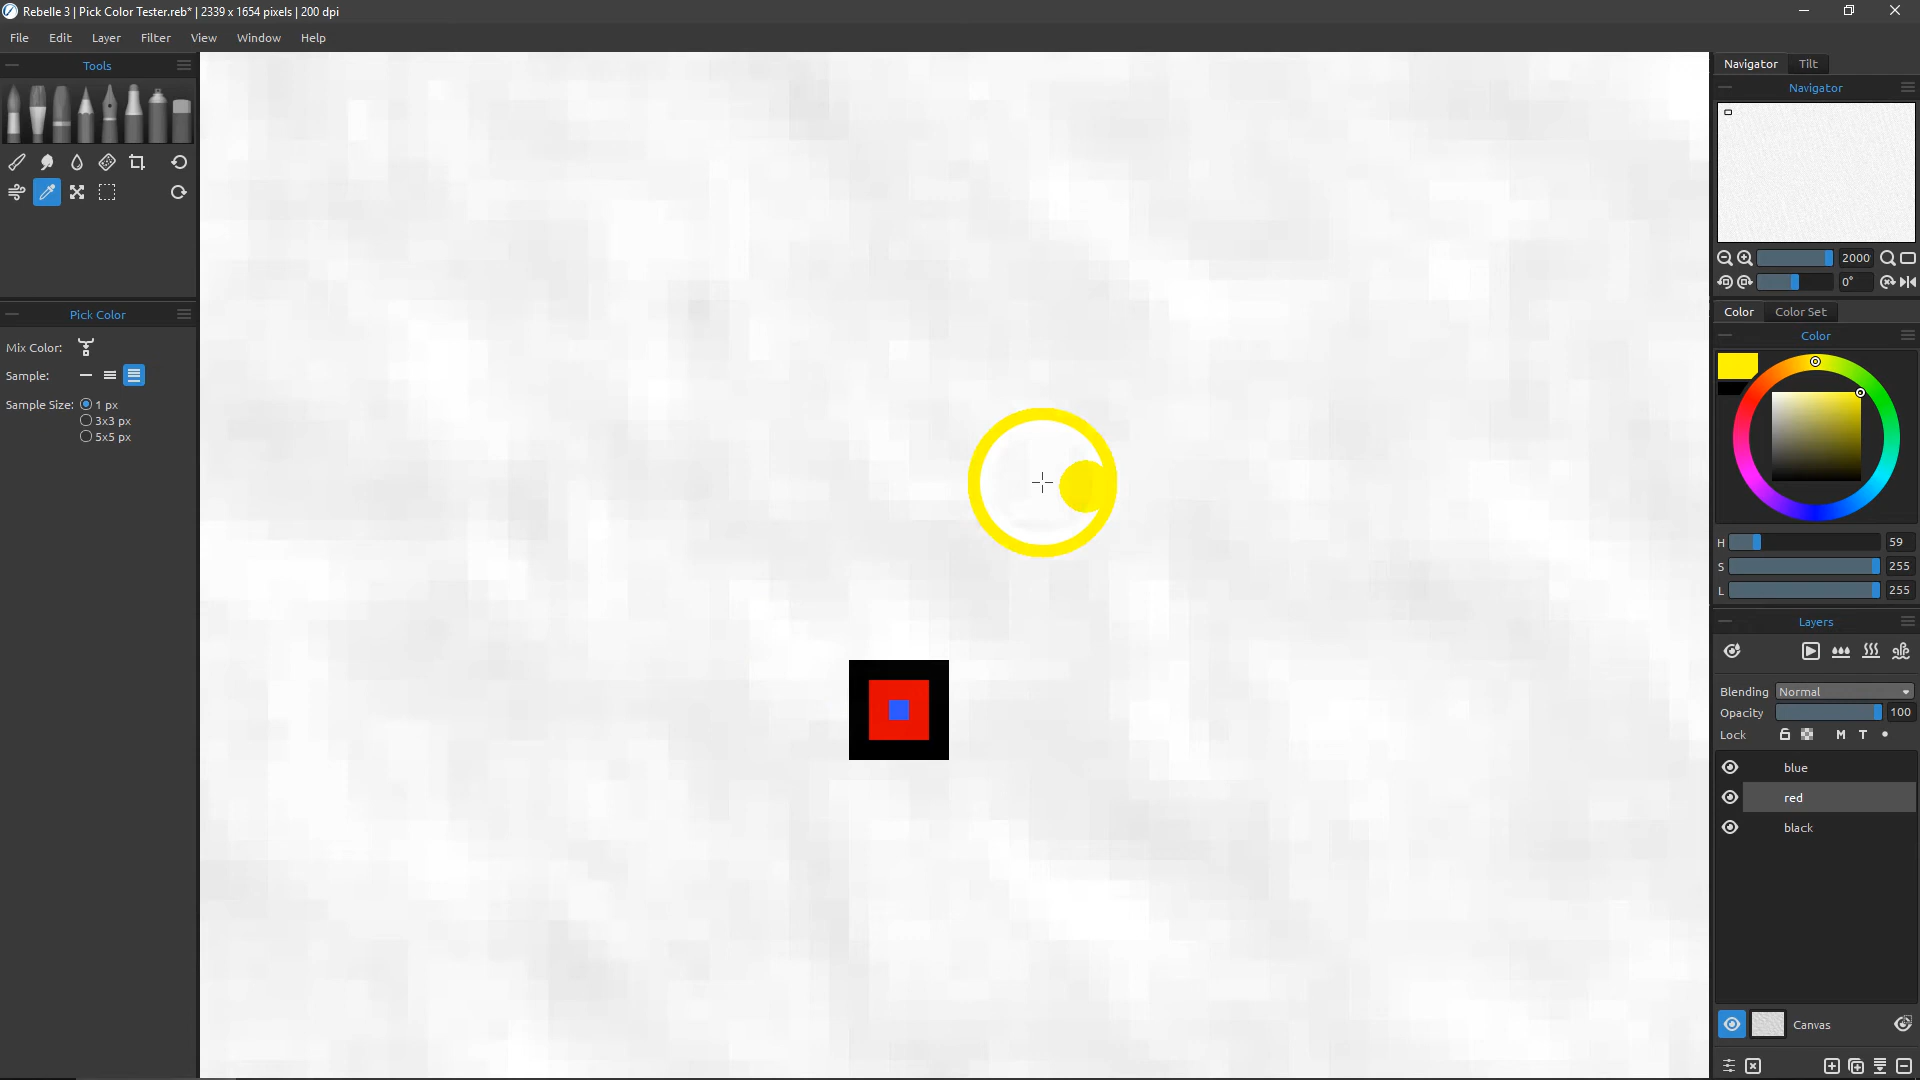 Rebelle 3 | Pick Color Tester.reb* | 2339 x 1654 pixels | 200 dpi
File Edit Layer Filter View Window Help
Tools
Pick Color
Mix Color:
Sample:
Sample Size: 1 px
3x3 px
5x5 px
Navigator Tilt
Navigator
2000
0°
Color Color Set
Color
H 59
S 255
L 255
Layers
Blending Normal
Opacity 100
Lock M T
blue
red
black
Canvas